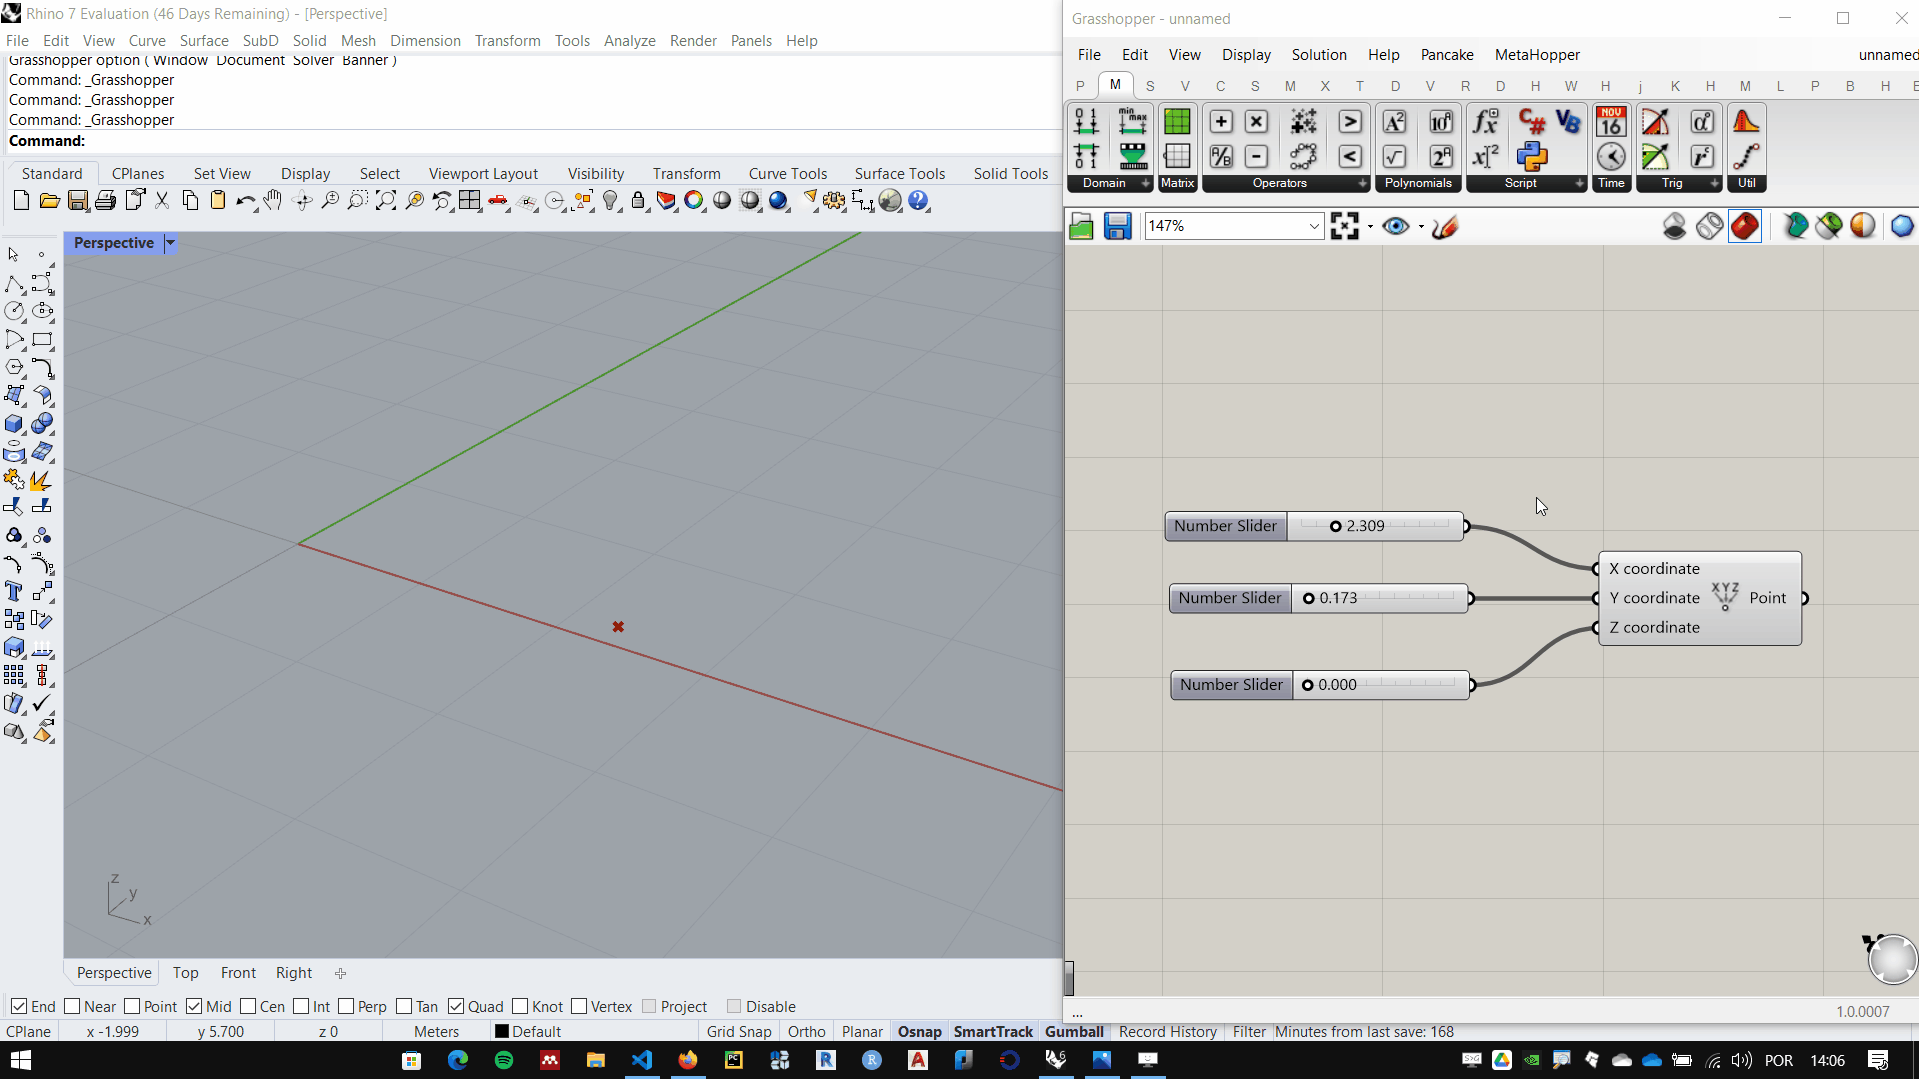 Rhino 7 Evaluation (46 Days Remaining) - [Perspective]
File Edit View Curve Surface SubD Solid Mesh Dimension Transform Tools Analyze Render Panels Help
Grasshopper option ( Window Document Solver Banner )
Command: _Grasshopper
Command: _Grasshopper
Command: _Grasshopper
Command:
Standard CPlanes Set View Display Select Viewport Layout Visibility Transform Curve Tools Surface Tools Solid Tools
Perspective
z
y
x
Perspective Top Front Right
End Near Point Mid Cen Int Perp Tan Quad Knot Vertex Project Disable
CPlane x -1.999 y 5.700 z 0 Meters Default Grid Snap Ortho Planar Osnap SmartTrack Gumball Record History Filter Minutes from last save: 168
Grasshopper - unnamed
File Edit View Display Solution Help Pancake MetaHopper unnamed
P M S V C S M X T D V R D H W H j K H M L P B H E
Domain Matrix Operators Polynomials Script Time Trig Util
147%
Number Slider 2.309
Number Slider 0.173
Number Slider 0.000
X coordinate
Y coordinate
Z coordinate
XYZ
Point
...
1.0.0007
POR 14:06